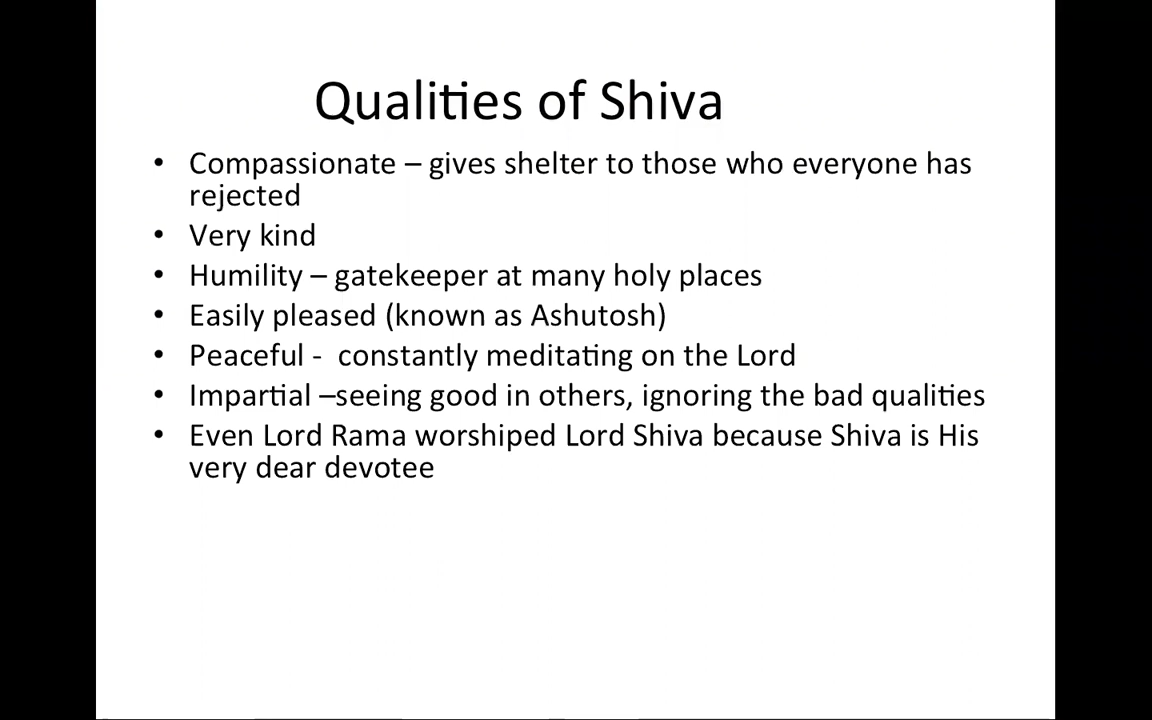 Qualities of Shiva
• Compassionate – gives shelter to those who everyone has
rejected
• Very kind
• Humility – gatekeeper at many holy places
• Easily pleased (known as Ashutosh)
• Peaceful -  constantly meditating on the Lord
• Impartial –seeing good in others, ignoring the bad qualities
• Even Lord Rama worshiped Lord Shiva because Shiva is His
very dear devotee